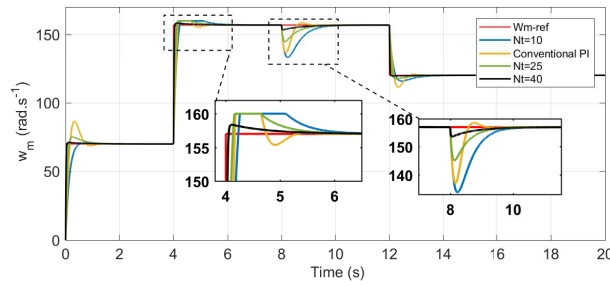 150
100
50
0
w_m (rad.s⁻¹)
Wm-ref
Nt=10
Conventional PI
Nt=25
Nt=40
160
155
150
4 5 6
160
150
140
8 10
0 2 4 6 8 10 12 14 16 18 20
Time (s)